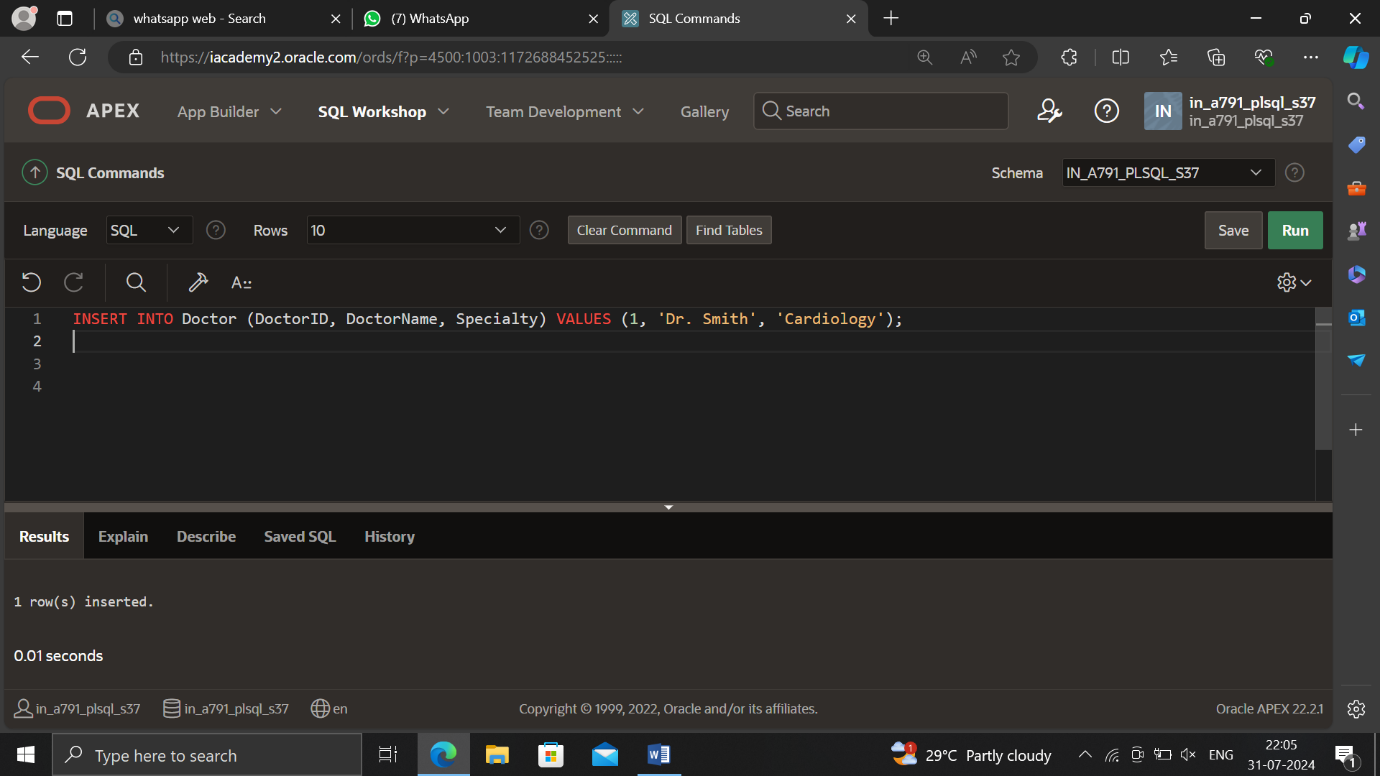 whatsapp web - Search
(7) WhatsApp
SQL Commands
https://iacademy2.oracle.com/ords/f?p=4500:1003:1172688452525:::::
APEX
App Builder
SQL Workshop
Team Development
Gallery
Search
IN
in_a791_plsql_s37
in_a791_plsql_s37
SQL Commands
Schema
IN_A791_PLSQL_S37
Language
SQL
Rows
10
Clear Command
Find Tables
Save
Run
A::
1 INSERT INTO Doctor (DoctorID, DoctorName, Specialty) VALUES (1, 'Dr. Smith', 'Cardiology');
2
3
4
Results
Explain
Describe
Saved SQL
History
1 row(s) inserted.
0.01 seconds
in_a791_plsql_s37
in_a791_plsql_s37
en
Copyright © 1999, 2022, Oracle and/or its affiliates.
Oracle APEX 22.2.1
Type here to search
1
29°C Partly cloudy
ENG
22:05
31-07-2024
1